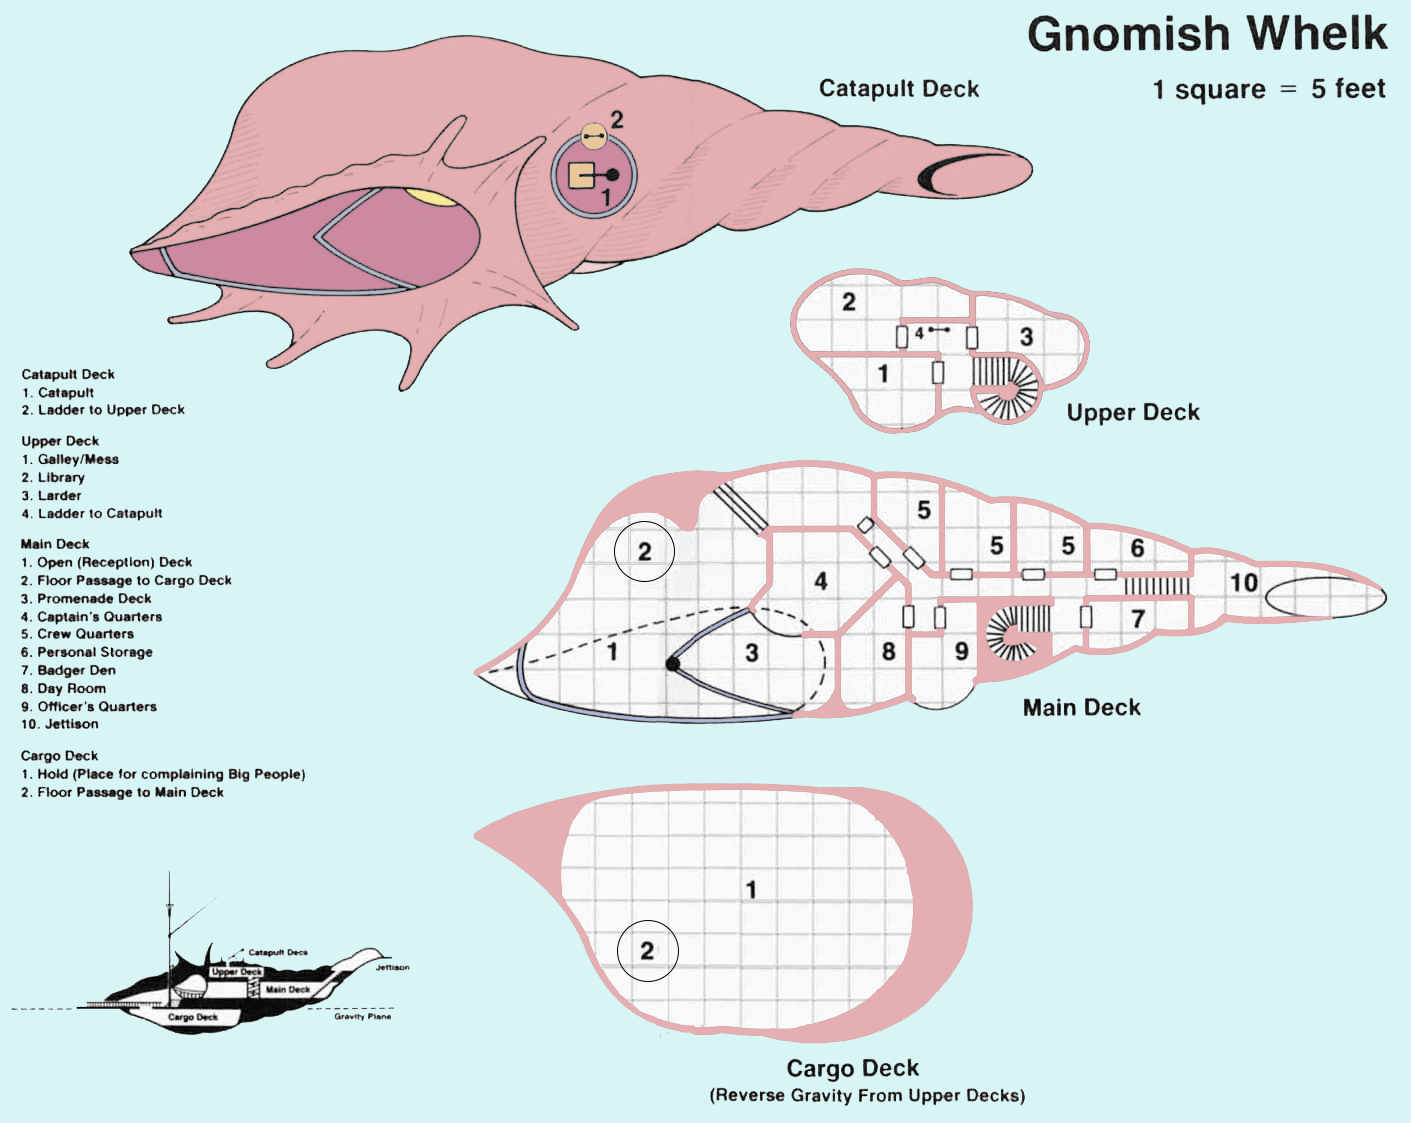 Gnomish Whelk
1 square = 5 feet
Catapult Deck
2
1
2
4
3
1
Upper Deck
Catapult Deck
1. Catapult
2. Ladder to Upper Deck
Upper Deck
1. Galley/Mess
2. Library
3. Larder
4. Ladder to Catapult
Main Deck
1. Open (Reception) Deck
2. Floor Passage to Cargo Deck
3. Promenade Deck
4. Captain's Quarters
5. Crew Quarters
6. Personal Storage
7. Badger Den
8. Day Room
9. Officer's Quarters
10. Jettison
Cargo Deck
1. Hold (Place for complaining Big People)
2. Floor Passage to Main Deck
5
2
5
5
6
4
10
7
1
3
8
9
Main Deck
1
2
Cargo Deck
(Reverse Gravity From Upper Decks)
Catapult Deck
Upper Deck
Jettison
Main Deck
Cargo Deck
Gravity Plane